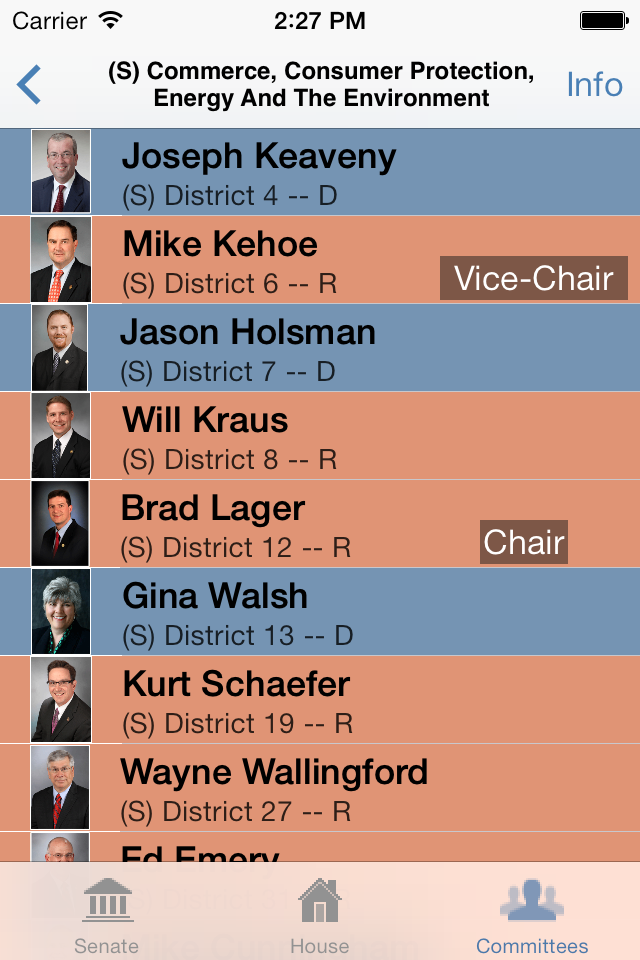 Carrier 2:27 PM
(S) Commerce, Consumer Protection,
Energy And The Environment
Info
Joseph Keaveny
(S) District 4 -- D
Mike Kehoe
(S) District 6 -- R
Vice-Chair
Jason Holsman
(S) District 7 -- D
Will Kraus
(S) District 8 -- R
Brad Lager
(S) District 12 -- R
Chair
Gina Walsh
(S) District 13 -- D
Kurt Schaefer
(S) District 19 -- R
Wayne Wallingford
(S) District 27 -- R
Ed Emery
(S) District
Mike
Senate House Committees